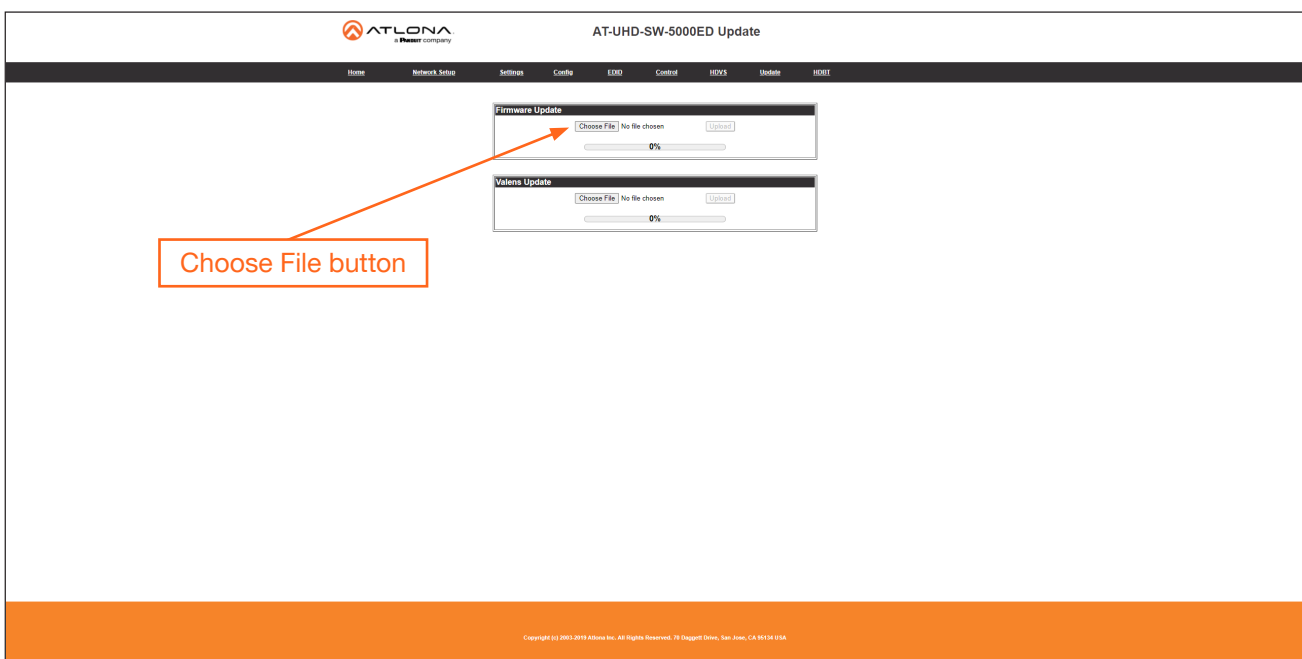 ATLONA
a PANDUIT company
AT-UHD-SW-5000ED Update
Home Network Setup Settings Config EDID Control HDVS Update HDBT
Firmware Update
Choose File No file chosen Upload
0%
Valens Update
Choose File No file chosen Upload
0%
Choose File button
Copyright (c) 2003-2019 Atlona Inc. All Rights Reserved. 70 Daggett Drive, San Jose, CA 95134 USA